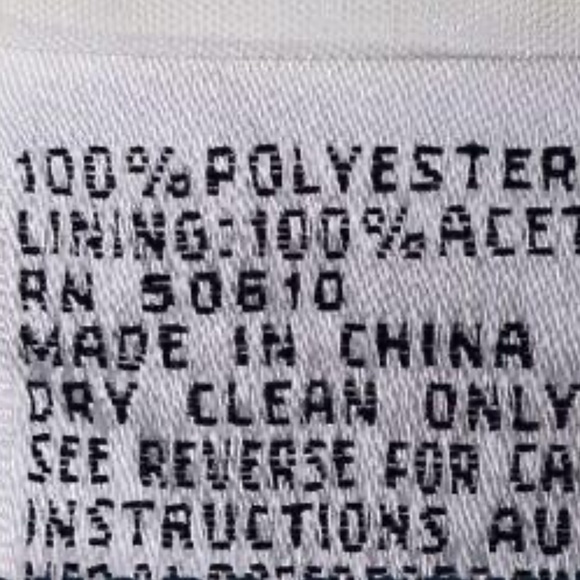 100%POLYESTER
LINING:100%ACET
RN 50610
MADE IN CHINA
DRY CLEAN ONLY
SEE REVERSE FOR CA
INSTRUCTIONS AU